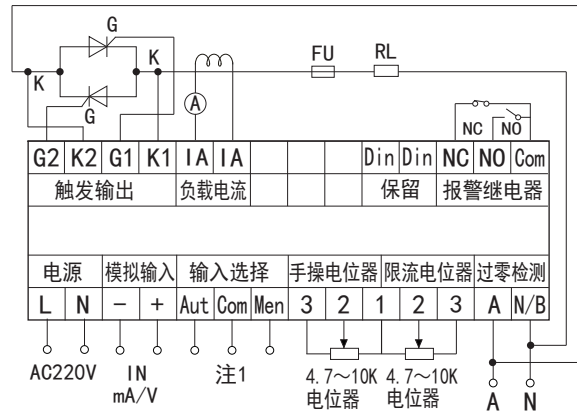 G
K K FU RL
G A
NC NO
G2 K2 G1 K1 IA IA Din Din NC NO Com
触发输出 负载电流 保留 报警继电器
电源 模拟输入 输入选择 手操电位器 限流电位器 过零检测
L N − + Aut Com Men 3 2 1 2 3 A N/B
AC220V IN 注1 4.7～10K 4.7～10K
mA/V 电位器 电位器 A N